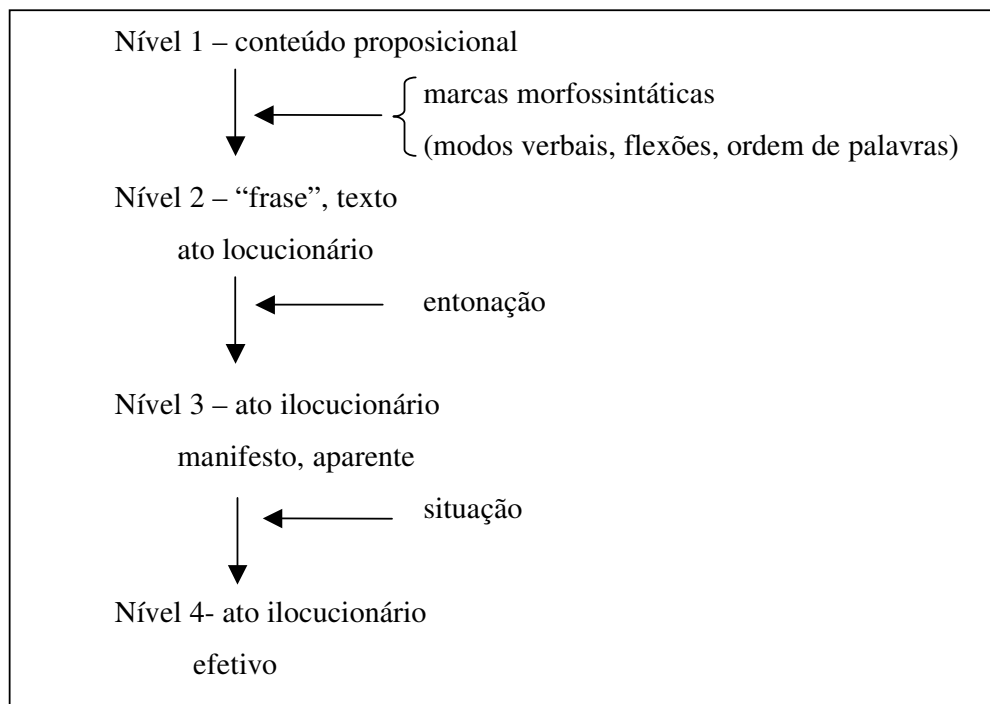 Nível 1 – conteúdo proposicional
marcas morfossintáticas
(modos verbais, flexões, ordem de palavras)
Nível 2 – “frase”, texto
ato locucionário
entonação
Nível 3 – ato ilocucionário
manifesto, aparente
situação
Nível 4- ato ilocucionário
efetivo